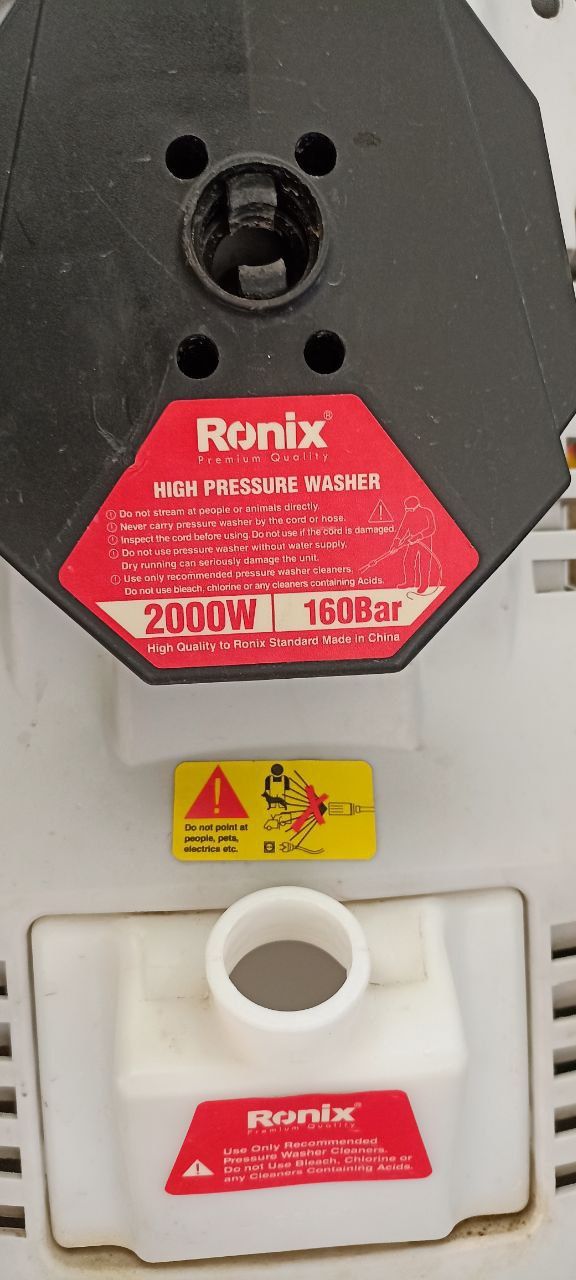 Ronix®
Premium Quality
HIGH PRESSURE WASHER
Do not stream at people or animals directly.
Never carry pressure washer by the cord or hose.
Inspect the cord before using. Do not use if the cord is damaged.
Do not use pressure washer without water supply.
Dry running can seriously damage the unit.
Use only recommended pressure washer cleaners.
Do not use bleach, chlorine or any cleaners containing Acids.
2000W 160Bar
High Quality to Ronix Standard Made in China
Do not point at
people, pets,
electrics etc.
Ronix®
Premium Quality
Use Only Recommended
Pressure Washer Cleaners.
Do not Use Bleach, Chlorine or
any Cleaners Containing Acids.